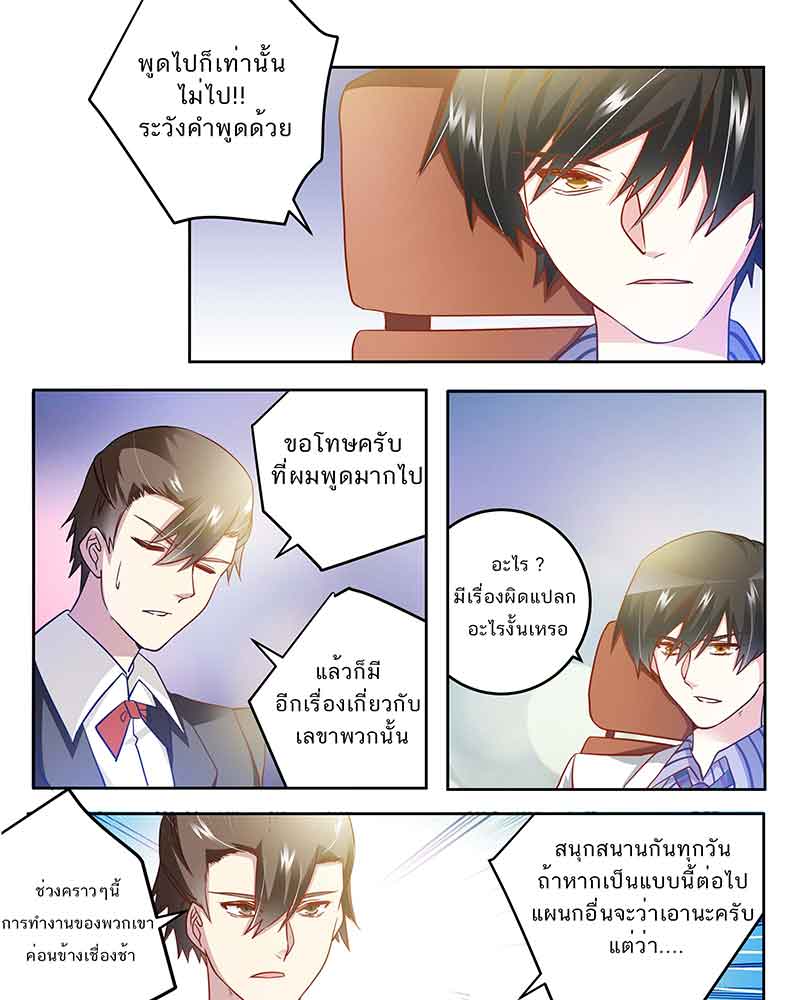 พูดไปก็เท่านั้น
ไม่ไป!!
ระวังคำพูดด้วย
ขอโทษครับ
ที่ผมพูดมากไป
แล้วก็มี
อีกเรื่องเกี่ยวกับ
เลขาพวกนั้น
อะไร ?
มีเรื่องผิดแปลก
อะไรงั้นเหรอ
ช่วงคราวๆนี้
การทำงานของพวกเขา
ค่อนข้างเชื่องช้า
สนุกสนานกันทุกวัน
ถ้าหากเป็นแบบนี้ต่อไป
แผนกอื่นจะว่าเอานะครับ
แต่ว่า....